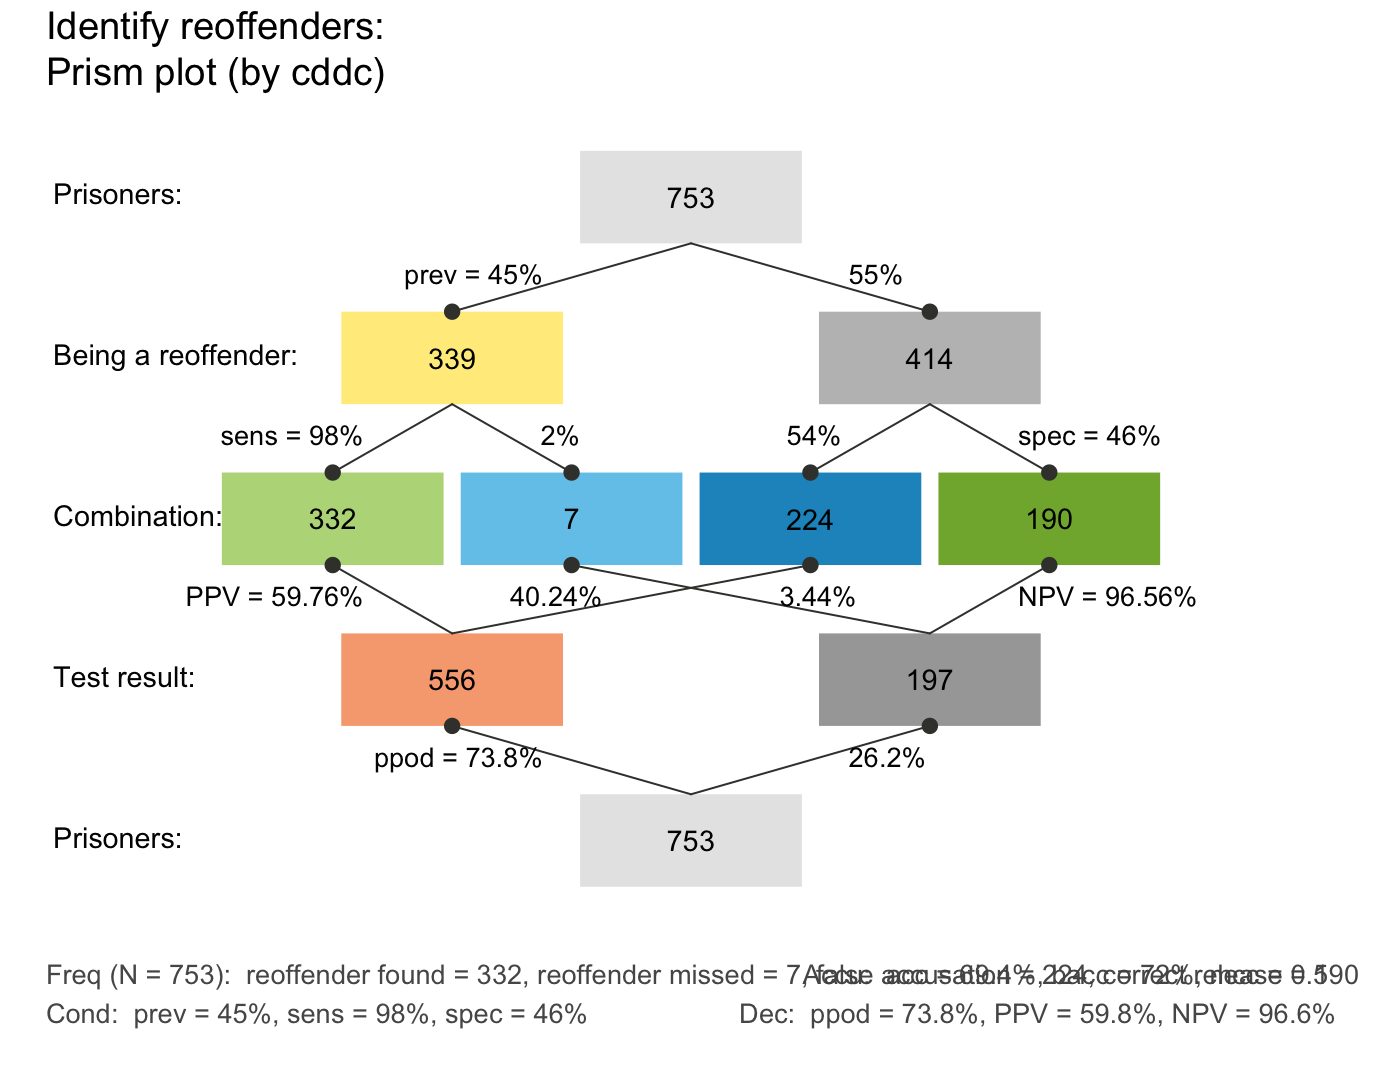 Identify reoffenders:
Prism plot (by cddc)
Prisoners:
753
prev = 45%
55%
Being a reoffender:
339
414
sens = 98%
2%
54%
spec = 46%
Combination:
332
7
224
190
PPV = 59.76%
40.24%
3.44%
NPV = 96.56%
Test result:
556
197
ppod = 73.8%
26.2%
Prisoners:
753
Freq (N = 753):  reoffender found = 332, reoffender missed = 7, false accusation = 224, correct release = 190
Cond:  prev = 45%, sens = 98%, spec = 46%
Dec:  ppod = 73.8%, PPV = 59.8%, NPV = 96.6%